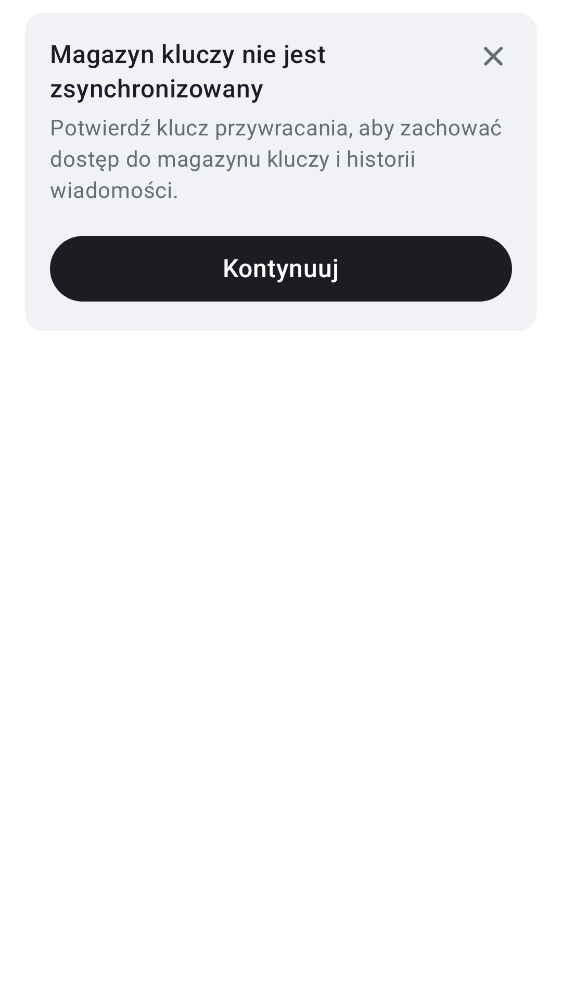 Magazyn kluczy nie jest
zsynchronizowany
Potwierdź klucz przywracania, aby zachować
dostęp do magazynu kluczy i historii
wiadomości.
Kontynuuj